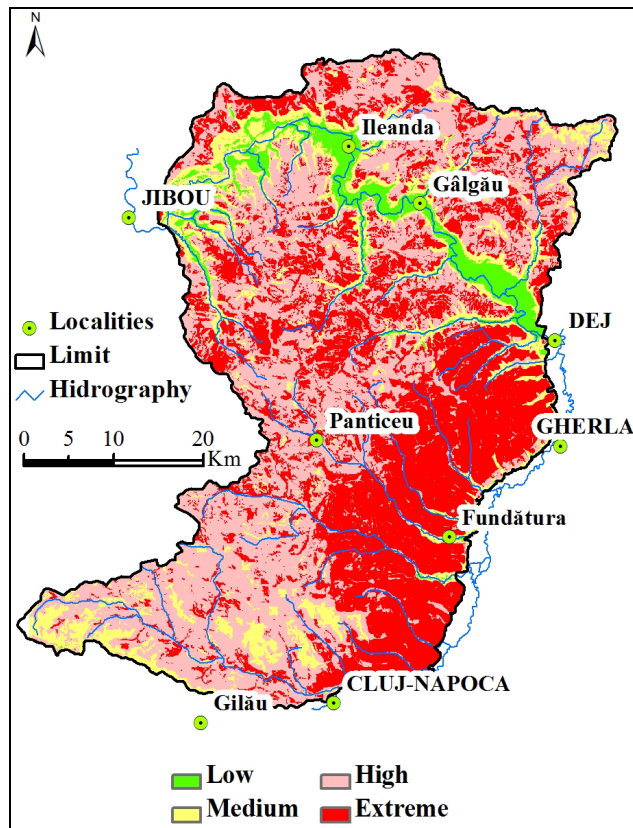 N
Ileanda
JIBOU
Gâlgău
Localities
DEJ
Limit
Hidrography
Panticeu
GHERLA
0 5 10 20
Km
Fundătura
CLUJ-NAPOCA
Gilău
Low High
Medium Extreme